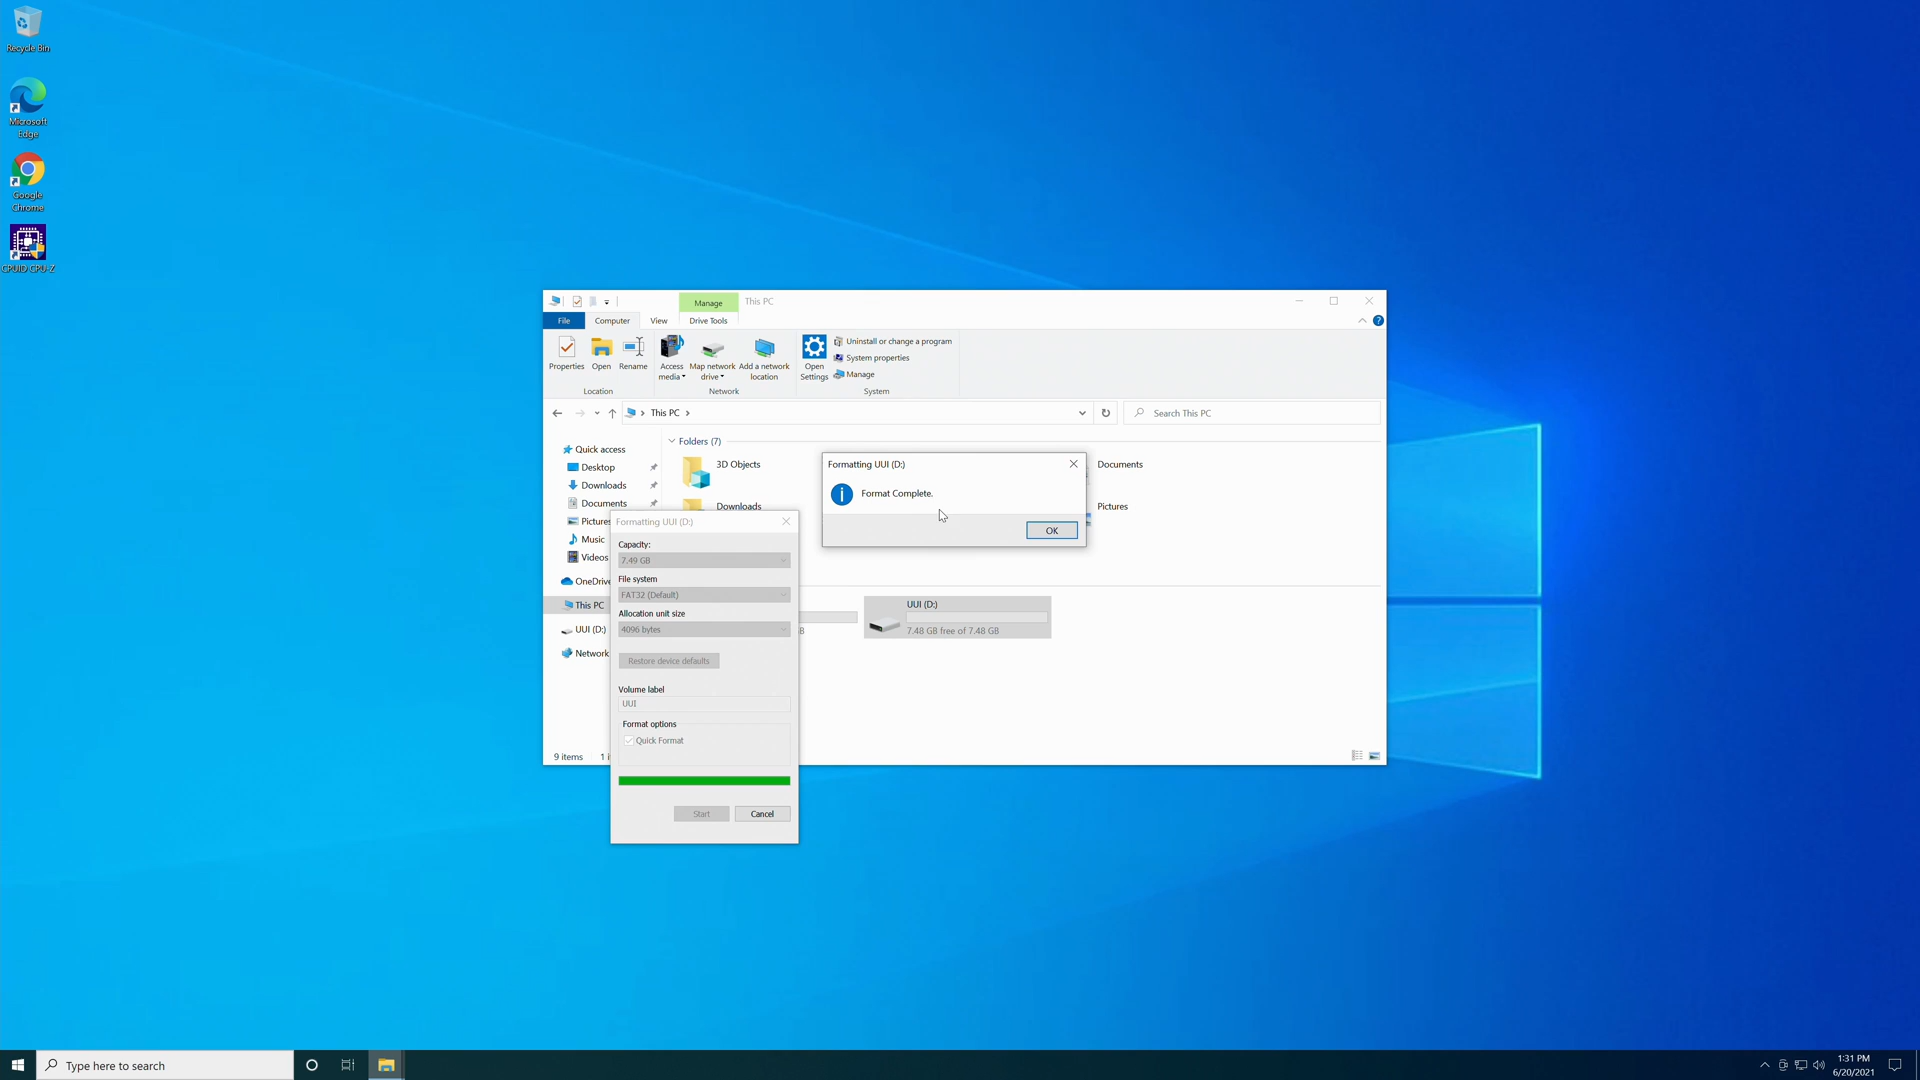 Recycle Bin
Microsoft
Edge
Google
Chrome
CPUID CPU-Z
Manage
This PC
File
Computer
View
Drive Tools
Properties
Open
Rename
Access
media
Map network
drive
Add a network
location
Open
Settings
Uninstall or change a program
System properties
Manage
Location
Network
System
This PC
Search This PC
Quick access
Desktop
Downloads
Documents
Pictures
Music
Videos
OneDrive
This PC
UUI (D:)
Network
Folders (7)
3D Objects
Downloads
Documents
Pictures
B
UUI (D:)
7.48 GB free of 7.48 GB
9 items
1 i
Formatting UUI (D:)
Format Complete.
OK
Formatting UUI (D:)
Capacity:
7.49 GB
File system
FAT32 (Default)
Allocation unit size
4096 bytes
Restore device defaults
Volume label
UUI
Format options
Quick Format
Start
Cancel
Type here to search
1:31 PM
6/20/2021